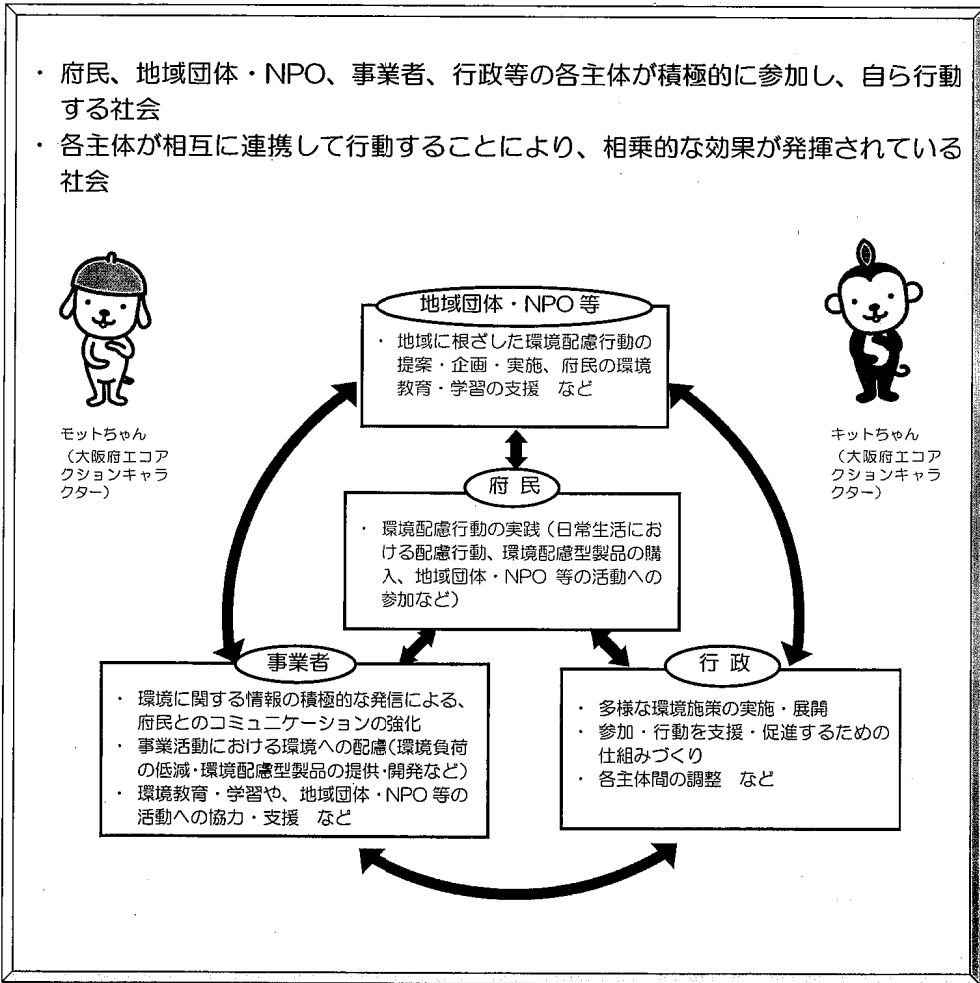 ・ 府民、地域団体・NPO、事業者、行政等の各主体が積極的に参加し、自ら行動
する社会
・ 各主体が相互に連携して行動することにより、相乗的な効果が発揮されている
社会
モットちゃん
（大阪府エコア
クションキャラ
クター）
キットちゃん
（大阪府エコア
クションキャラ
クター）
地域団体・NPO 等
・ 地域に根ざした環境配慮行動の
提案・企画・実施、府民の環境
教育・学習の支援 など
府 民
・ 環境配慮行動の実践（日常生活にお
ける配慮行動、環境配慮型製品の購
入、地域団体・NPO 等の活動への
参加など）
事業者
・ 環境に関する情報の積極的な発信による、
府民とのコミュニケーションの強化
・ 事業活動における環境への配慮(環境負荷
の低減・環境配慮型製品の提供・開発など)
・ 環境教育・学習や、地域団体・NPO 等の
活動への協力・支援 など
行 政
・ 多様な環境施策の実施・展開
・ 参加・行動を支援・促進するための
仕組みづくり
・ 各主体間の調整 など